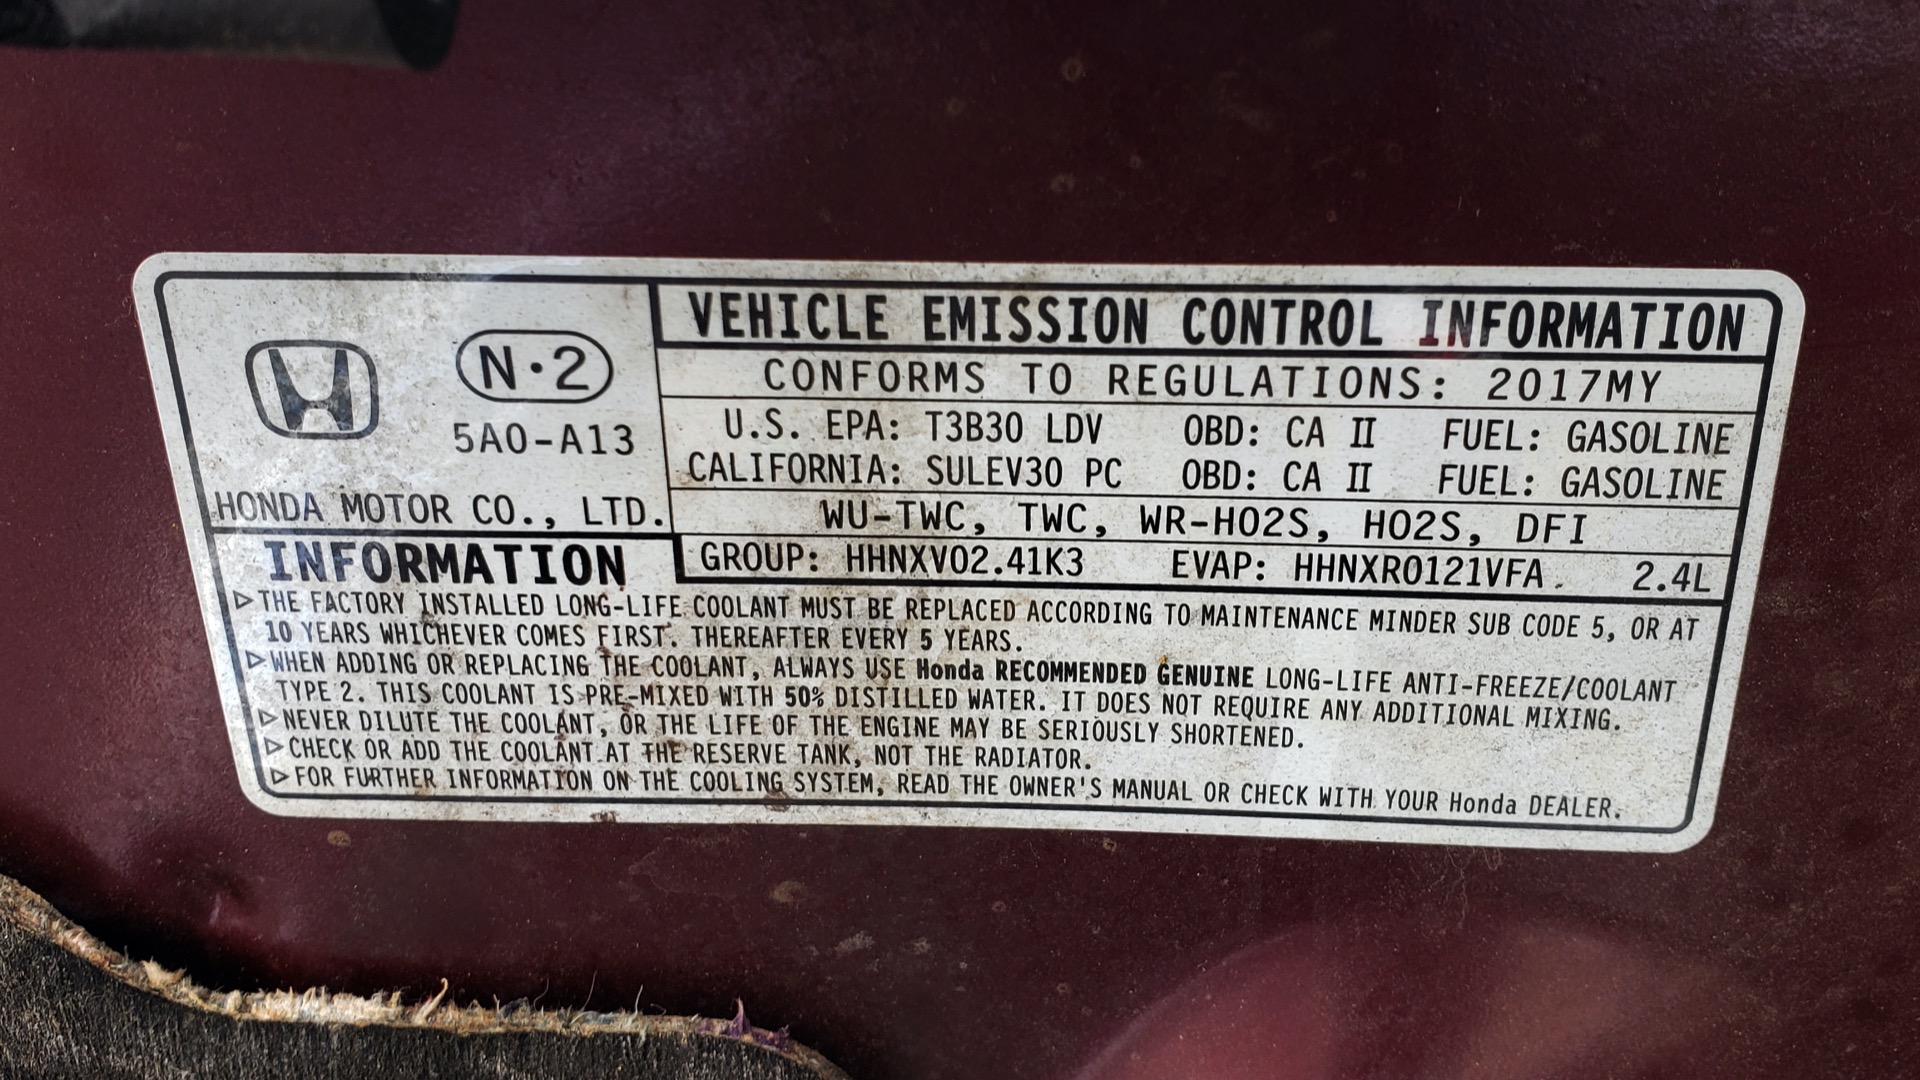 VEHICLE EMISSION CONTROL INFORMATION
N·2
5A0-A13
HONDA MOTOR CO., LTD.
CONFORMS TO REGULATIONS: 2017MY
U.S. EPA: T3B30 LDV OBD: CA II FUEL: GASOLINE
CALIFORNIA: SULEV30 PC OBD: CA II FUEL: GASOLINE
WU-TWC, TWC, WR-HO2S, HO2S, DFI
GROUP: HHNXV02.41K3 EVAP: HHNXR0121VFA. 2.4L
INFORMATION
▷THE FACTORY INSTALLED LONG-LIFE COOLANT MUST BE REPLACED ACCORDING TO MAINTENANCE MINDER SUB CODE 5, OR AT
10 YEARS WHICHEVER COMES FIRST. THEREAFTER EVERY 5 YEARS.
▷WHEN ADDING OR REPLACING THE COOLANT, ALWAYS USE Honda RECOMMENDED GENUINE LONG-LIFE ANTI-FREEZE/COOLANT
TYPE 2. THIS COOLANT IS PRE-MIXED WITH 50% DISTILLED WATER. IT DOES NOT REQUIRE ANY ADDITIONAL MIXING.
▷NEVER DILUTE THE COOLANT, OR THE LIFE OF THE ENGINE MAY BE SERIOUSLY SHORTENED.
▷CHECK OR ADD THE COOLANT AT THE RESERVE TANK, NOT THE RADIATOR.
▷FOR FURTHER INFORMATION ON THE COOLING SYSTEM, READ THE OWNER'S MANUAL OR CHECK WITH YOUR Honda DEALER.